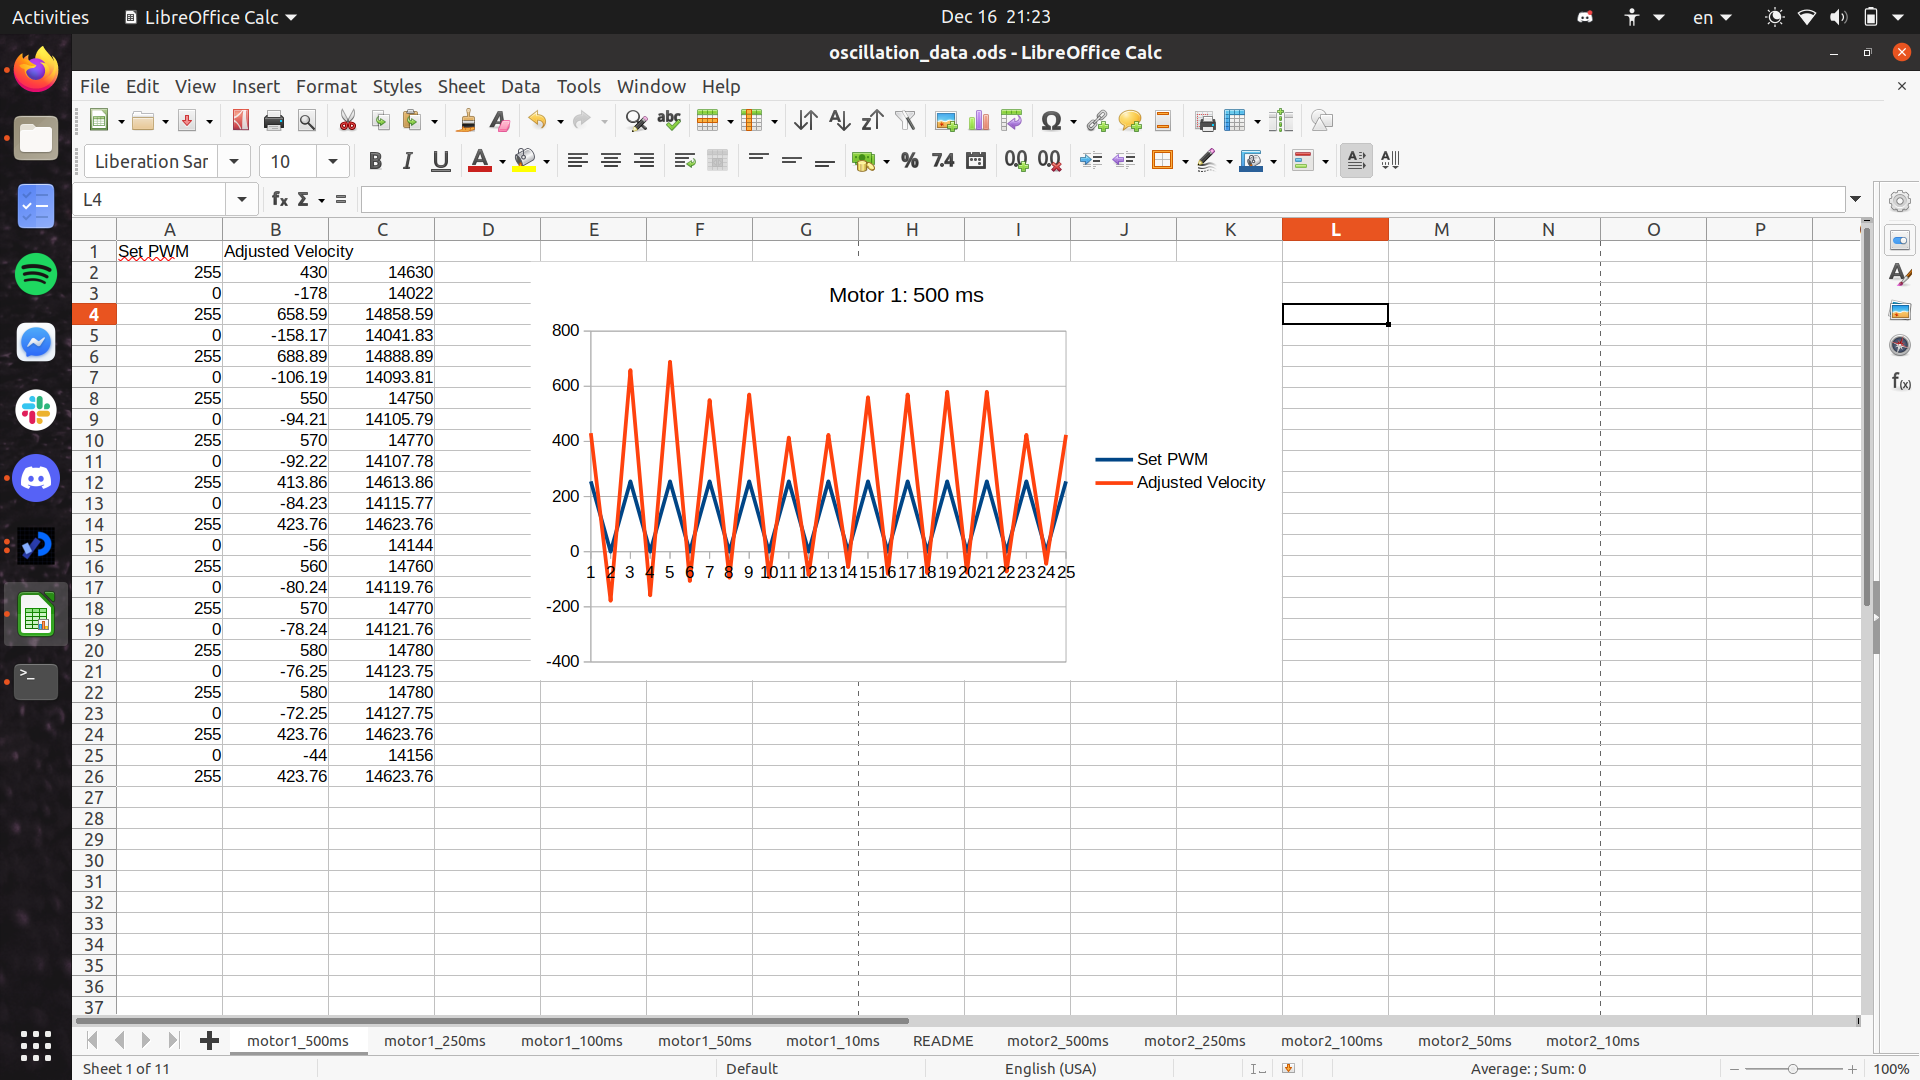 Activities LibreOffice Calc Dec 16 21:23 en
oscillation_data .ods - LibreOffice Calc
File Edit View Insert Format Styles Sheet Data Tools Window Help
Liberation Sar 10
L4
A B C D E F G H I J K L M N O P
1 Set PWM Adjusted Velocity
2 255 430 14630
3 0 -178 14022
4 255 658.59 14858.59
5 0 -158.17 14041.83
6 255 688.89 14888.89
7 0 -106.19 14093.81
8 255 550 14750
9 0 -94.21 14105.79
10 255 570 14770
11 0 -92.22 14107.78
12 255 413.86 14613.86
13 0 -84.23 14115.77
14 255 423.76 14623.76
15 0 -56 14144
16 255 560 14760
17 0 -80.24 14119.76
18 255 570 14770
19 0 -78.24 14121.76
20 255 580 14780
21 0 -76.25 14123.75
22 255 580 14780
23 0 -72.25 14127.75
24 255 423.76 14623.76
25 0 -44 14156
26 255 423.76 14623.76
27
28
29
30
31
32
33
34
35
36
37
Motor 1: 500 ms
800
600
400
200
0
1 2 3 4 5 6 7 8 9 10 11 12 13 14 15 16 17 18 19 20 21 22 23 24 25
-200
-400
Set PWM
Adjusted Velocity
motor1_500ms motor1_250ms motor1_100ms motor1_50ms motor1_10ms README motor2_500ms motor2_250ms motor2_100ms motor2_50ms motor2_10ms
Sheet 1 of 11 Default English (USA) Average: ; Sum: 0 100%